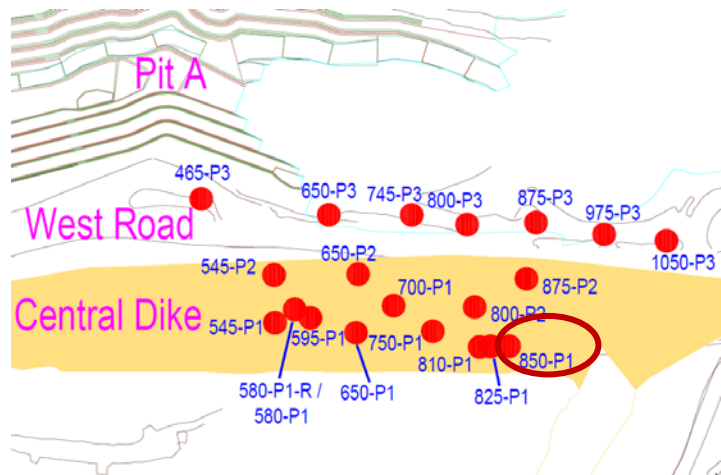 Pit A
465-P3
650-P3
745-P3
800-P3
875-P3
975-P3
1050-P3
West Road
545-P2
650-P2
700-P1
875-P2
800-P2
Central Dike
545-P1
595-P1
750-P1
810-P1
850-P1
580-P1-R /
580-P1
650-P1
825-P1